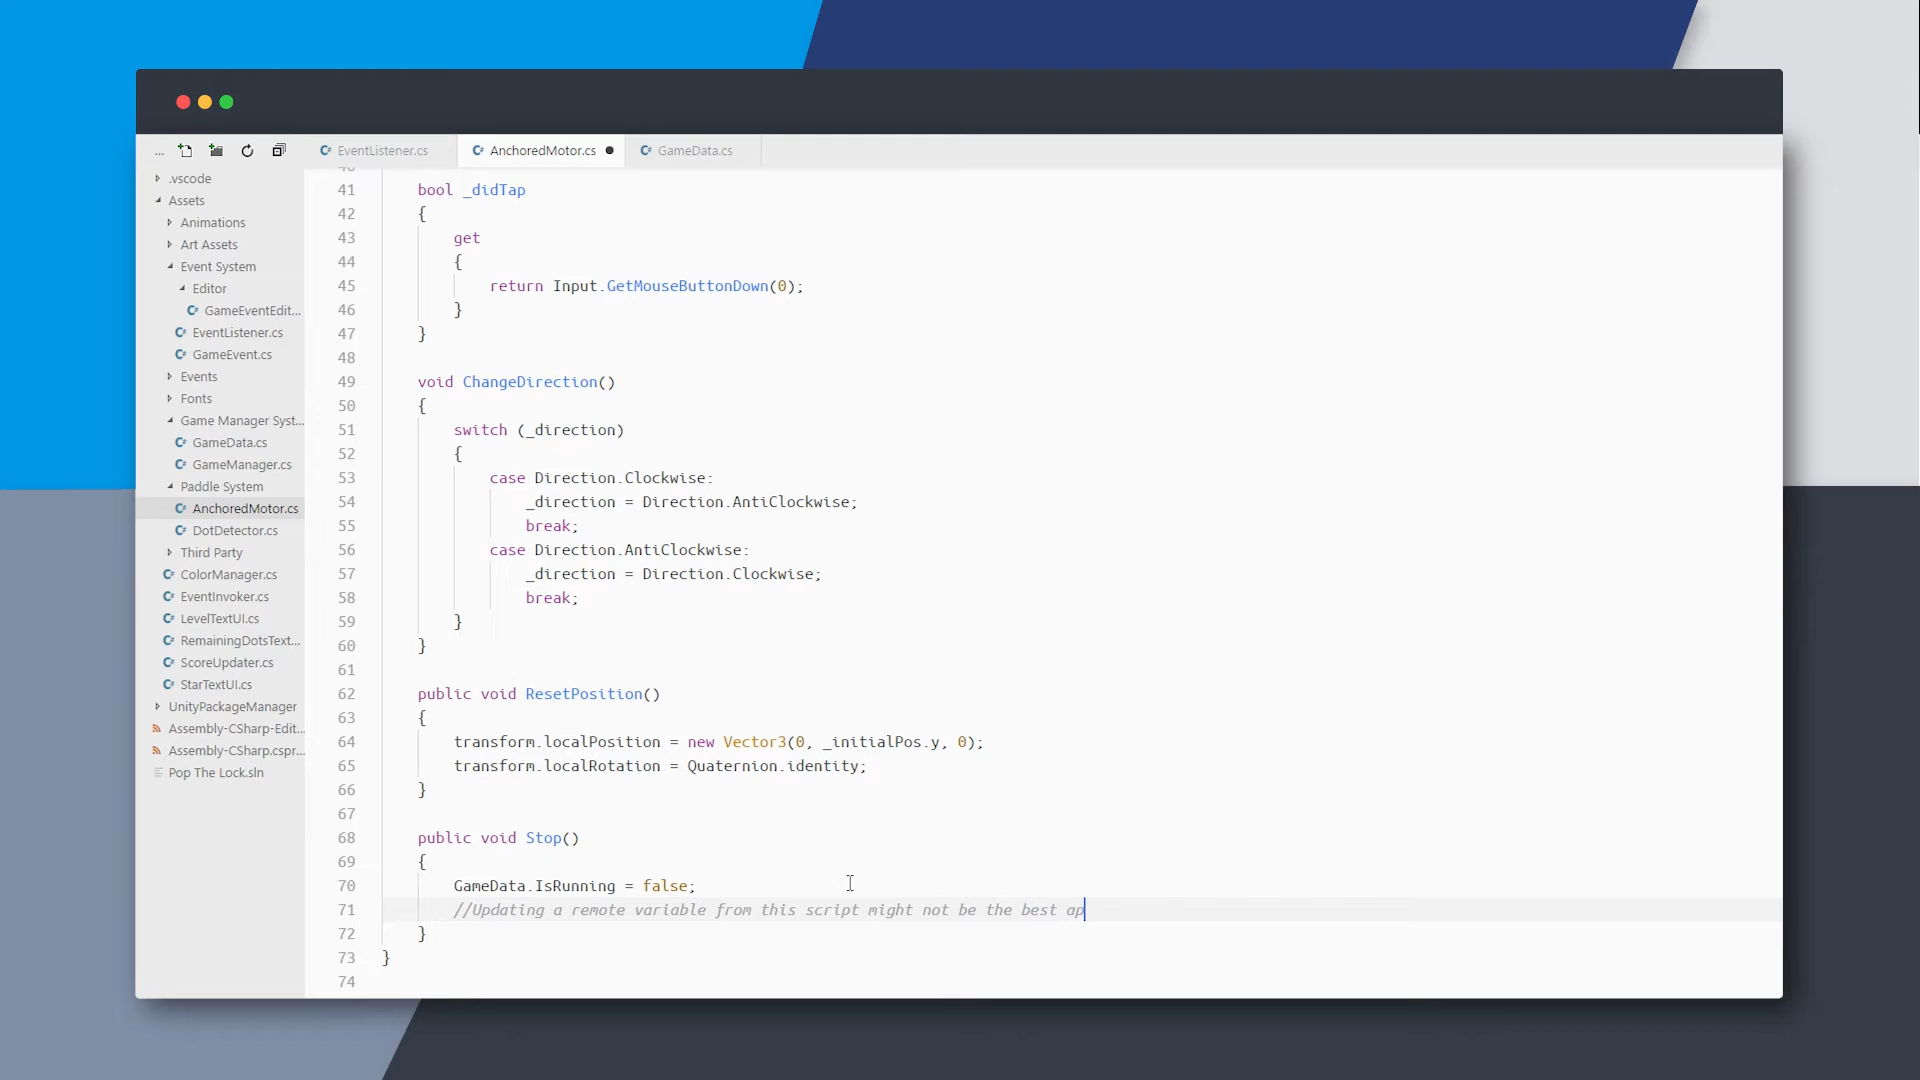 ... EventListener.cs AnchoredMotor.cs GameData.cs
.vscode
Assets
Animations
Art Assets
Event System
Editor
GameEventEdit...
EventListener.cs
GameEvent.cs
Events
Fonts
Game Manager Syst...
GameData.cs
GameManager.cs
Paddle System
AnchoredMotor.cs
DotDetector.cs
Third Party
ColorManager.cs
EventInvoker.cs
LevelTextUI.cs
RemainingDotsText...
ScoreUpdater.cs
StarTextUI.cs
UnityPackageManager
Assembly-CSharp-Edit...
Assembly-CSharp.cspr...
Pop The Lock.sln
40
41 bool _didTap
42 {
43 get
44 {
45 return Input.GetMouseButtonDown(0);
46 }
47 }
48
49 void ChangeDirection()
50 {
51 switch (_direction)
52 {
53 case Direction.Clockwise:
54 _direction = Direction.AntiClockwise;
55 break;
56 case Direction.AntiClockwise:
57 _direction = Direction.Clockwise;
58 break;
59 }
60 }
61
62 public void ResetPosition()
63 {
64 transform.localPosition = new Vector3(0, _initialPos.y, 0);
65 transform.localRotation = Quaternion.identity;
66 }
67
68 public void Stop()
69 {
70 GameData.IsRunning = false;
71 //Updating a remote variable from this script might not be the best ap
72 }
73 }
74